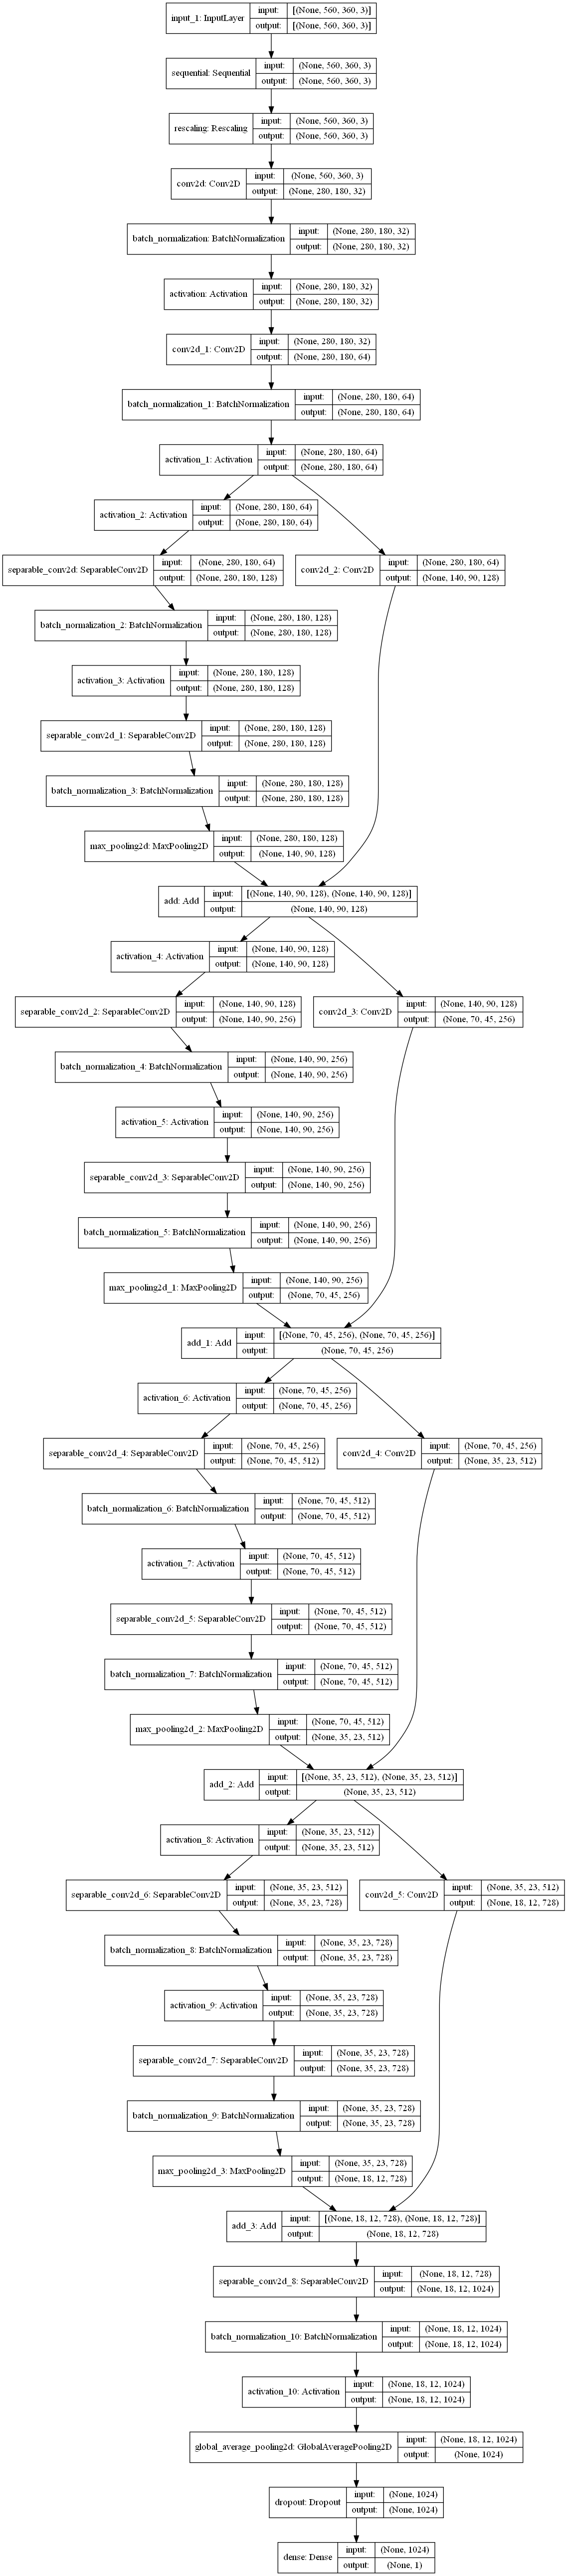 input_1: InputLayer
input: [(None, 560, 360, 3)]
output: [(None, 560, 360, 3)]
sequential: Sequential
input: (None, 560, 360, 3)
output: (None, 560, 360, 3)
rescaling: Rescaling
input: (None, 560, 360, 3)
output: (None, 560, 360, 3)
conv2d: Conv2D
input: (None, 560, 360, 3)
output: (None, 280, 180, 32)
batch_normalization: BatchNormalization
input: (None, 280, 180, 32)
output: (None, 280, 180, 32)
activation: Activation
input: (None, 280, 180, 32)
output: (None, 280, 180, 32)
conv2d_1: Conv2D
input: (None, 280, 180, 32)
output: (None, 280, 180, 64)
batch_normalization_1: BatchNormalization
input: (None, 280, 180, 64)
output: (None, 280, 180, 64)
activation_1: Activation
input: (None, 280, 180, 64)
output: (None, 280, 180, 64)
activation_2: Activation
input: (None, 280, 180, 64)
output: (None, 280, 180, 64)
separable_conv2d: SeparableConv2D
input: (None, 280, 180, 64)
output: (None, 280, 180, 128)
conv2d_2: Conv2D
input: (None, 280, 180, 64)
output: (None, 140, 90, 128)
batch_normalization_2: BatchNormalization
input: (None, 280, 180, 128)
output: (None, 280, 180, 128)
activation_3: Activation
input: (None, 280, 180, 128)
output: (None, 280, 180, 128)
separable_conv2d_1: SeparableConv2D
input: (None, 280, 180, 128)
output: (None, 280, 180, 128)
batch_normalization_3: BatchNormalization
input: (None, 280, 180, 128)
output: (None, 280, 180, 128)
max_pooling2d: MaxPooling2D
input: (None, 280, 180, 128)
output: (None, 140, 90, 128)
add: Add
input: [(None, 140, 90, 128), (None, 140, 90, 128)]
output: (None, 140, 90, 128)
activation_4: Activation
input: (None, 140, 90, 128)
output: (None, 140, 90, 128)
separable_conv2d_2: SeparableConv2D
input: (None, 140, 90, 128)
output: (None, 140, 90, 256)
conv2d_3: Conv2D
input: (None, 140, 90, 128)
output: (None, 70, 45, 256)
batch_normalization_4: BatchNormalization
input: (None, 140, 90, 256)
output: (None, 140, 90, 256)
activation_5: Activation
input: (None, 140, 90, 256)
output: (None, 140, 90, 256)
separable_conv2d_3: SeparableConv2D
input: (None, 140, 90, 256)
output: (None, 140, 90, 256)
batch_normalization_5: BatchNormalization
input: (None, 140, 90, 256)
output: (None, 140, 90, 256)
max_pooling2d_1: MaxPooling2D
input: (None, 140, 90, 256)
output: (None, 70, 45, 256)
add_1: Add
input: [(None, 70, 45, 256), (None, 70, 45, 256)]
output: (None, 70, 45, 256)
activation_6: Activation
input: (None, 70, 45, 256)
output: (None, 70, 45, 256)
separable_conv2d_4: SeparableConv2D
input: (None, 70, 45, 256)
output: (None, 70, 45, 512)
conv2d_4: Conv2D
input: (None, 70, 45, 256)
output: (None, 35, 23, 512)
batch_normalization_6: BatchNormalization
input: (None, 70, 45, 512)
output: (None, 70, 45, 512)
activation_7: Activation
input: (None, 70, 45, 512)
output: (None, 70, 45, 512)
separable_conv2d_5: SeparableConv2D
input: (None, 70, 45, 512)
output: (None, 70, 45, 512)
batch_normalization_7: BatchNormalization
input: (None, 70, 45, 512)
output: (None, 70, 45, 512)
max_pooling2d_2: MaxPooling2D
input: (None, 70, 45, 512)
output: (None, 35, 23, 512)
add_2: Add
input: [(None, 35, 23, 512), (None, 35, 23, 512)]
output: (None, 35, 23, 512)
activation_8: Activation
input: (None, 35, 23, 512)
output: (None, 35, 23, 512)
separable_conv2d_6: SeparableConv2D
input: (None, 35, 23, 512)
output: (None, 35, 23, 728)
conv2d_5: Conv2D
input: (None, 35, 23, 512)
output: (None, 18, 12, 728)
batch_normalization_8: BatchNormalization
input: (None, 35, 23, 728)
output: (None, 35, 23, 728)
activation_9: Activation
input: (None, 35, 23, 728)
output: (None, 35, 23, 728)
separable_conv2d_7: SeparableConv2D
input: (None, 35, 23, 728)
output: (None, 35, 23, 728)
batch_normalization_9: BatchNormalization
input: (None, 35, 23, 728)
output: (None, 35, 23, 728)
max_pooling2d_3: MaxPooling2D
input: (None, 35, 23, 728)
output: (None, 18, 12, 728)
add_3: Add
input: [(None, 18, 12, 728), (None, 18, 12, 728)]
output: (None, 18, 12, 728)
separable_conv2d_8: SeparableConv2D
input: (None, 18, 12, 728)
output: (None, 18, 12, 1024)
batch_normalization_10: BatchNormalization
input: (None, 18, 12, 1024)
output: (None, 18, 12, 1024)
activation_10: Activation
input: (None, 18, 12, 1024)
output: (None, 18, 12, 1024)
global_average_pooling2d: GlobalAveragePooling2D
input: (None, 18, 12, 1024)
output: (None, 1024)
dropout: Dropout
input: (None, 1024)
output: (None, 1024)
dense: Dense
input: (None, 1024)
output: (None, 1)